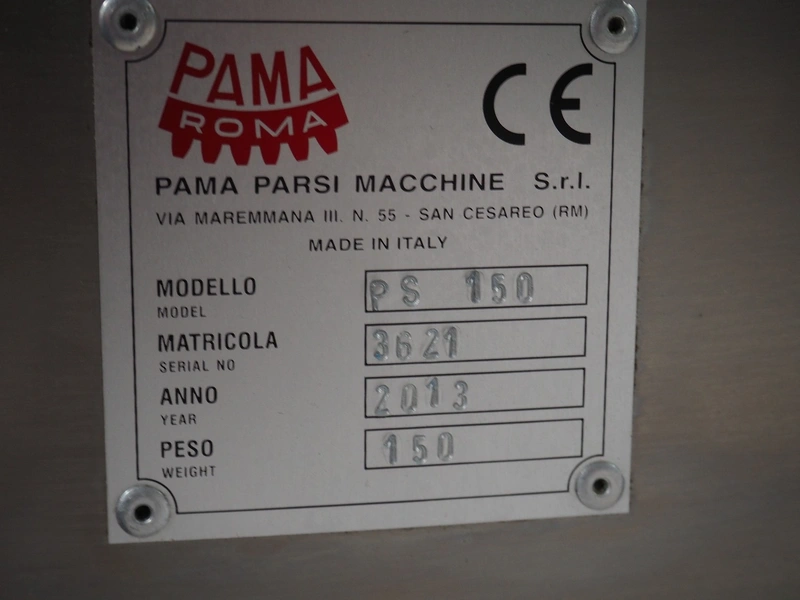 PAMA
ROMA
CE
PAMA PARSI MACCHINE S.r.l.
VIA MAREMMANA III. N. 55 - SAN CESAREO (RM)
MADE IN ITALY
MODELLO PS 150
MODEL
MATRICOLA 3621
SERIAL NO
ANNO 2013
YEAR
PESO 150
WEIGHT